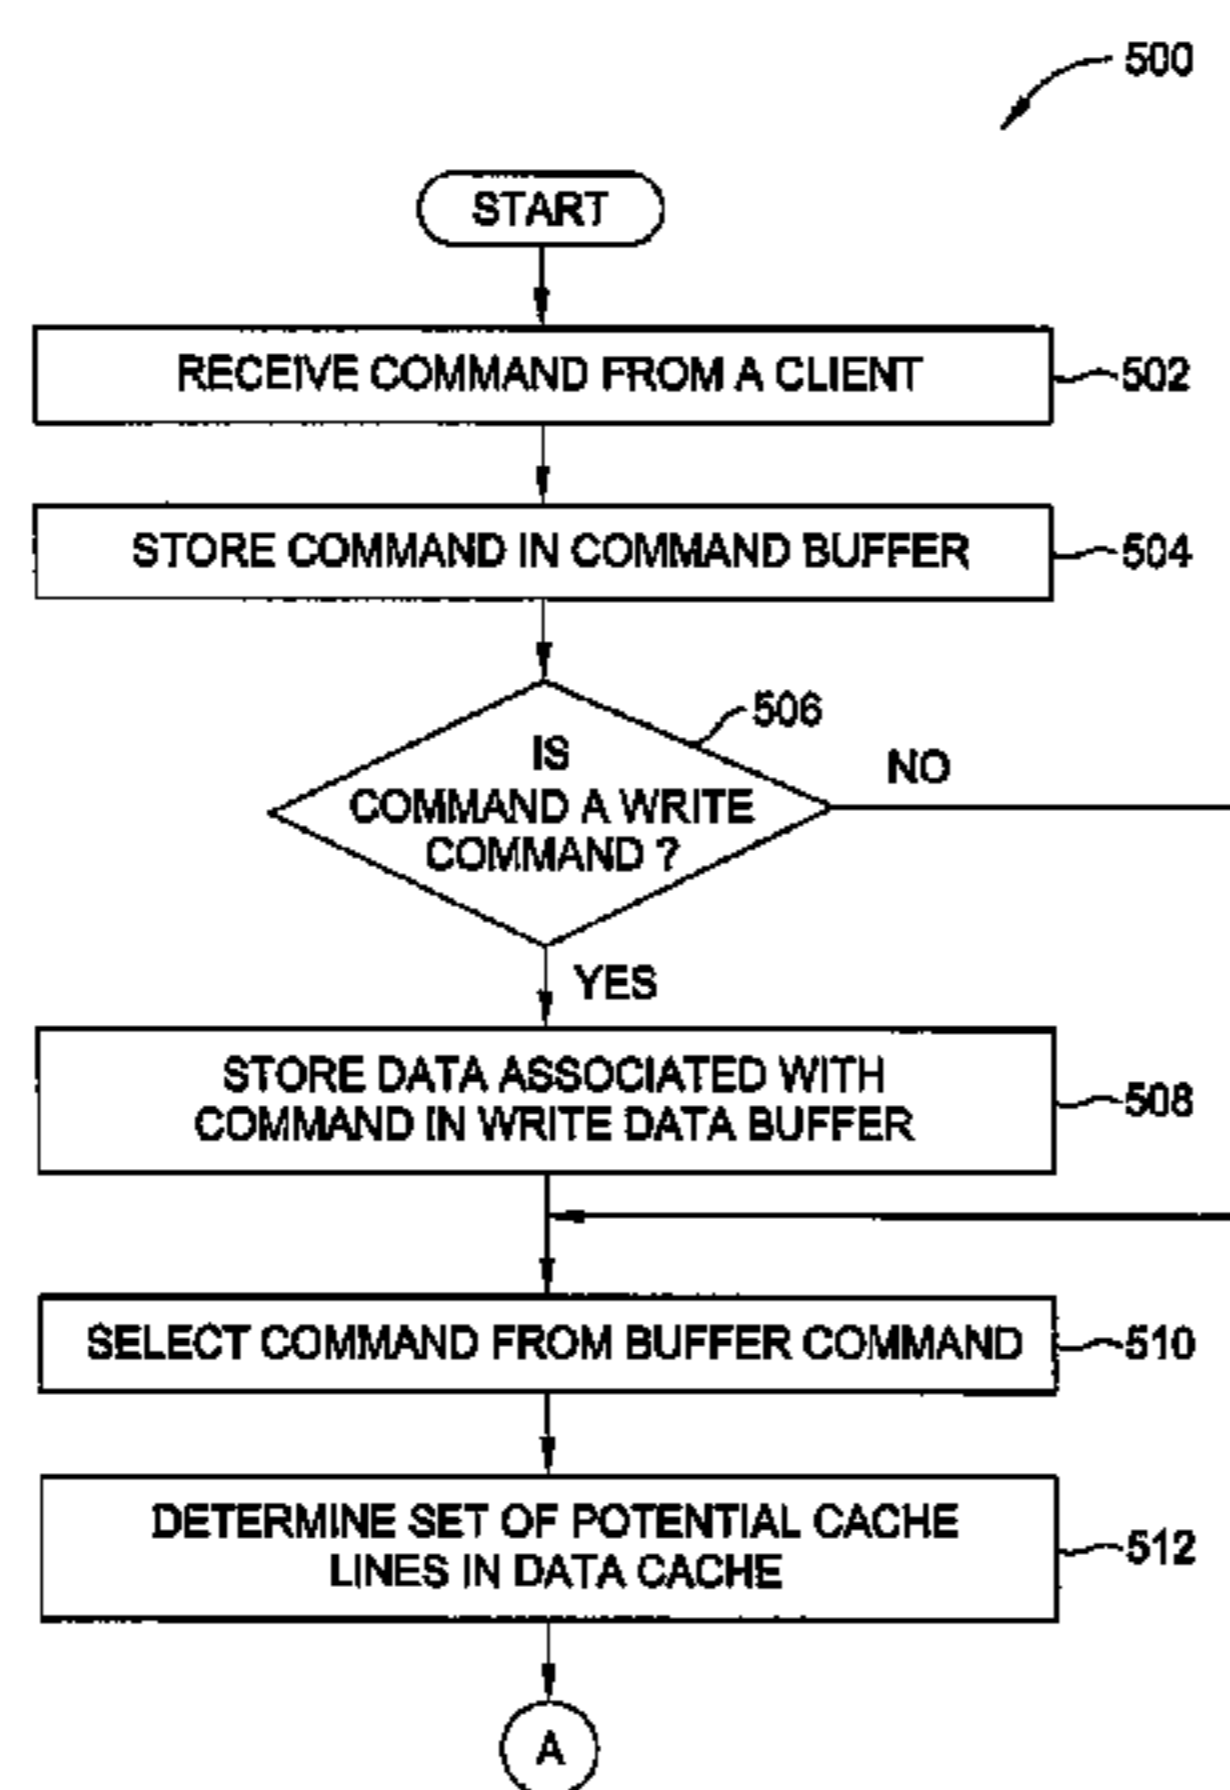 500
START
RECEIVE COMMAND FROM A CLIENT
502
STORE COMMAND IN COMMAND BUFFER
504
506
IS
COMMAND A WRITE
COMMAND ?
NO
YES
STORE DATA ASSOCIATED WITH
COMMAND IN WRITE DATA BUFFER
508
SELECT COMMAND FROM BUFFER COMMAND
510
DETERMINE SET OF POTENTIAL CACHE
LINES IN DATA CACHE
512
A